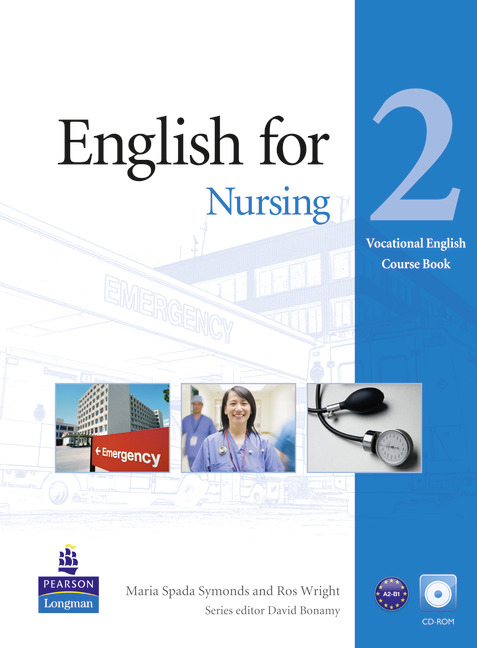 English for
Nursing
2
Vocational English
Course Book
EMERGENCY
Emergency
Maria Spada Symonds and Ros Wright
Series editor David Bonamy
PEARSON
Longman
A2-B1
CD-ROM